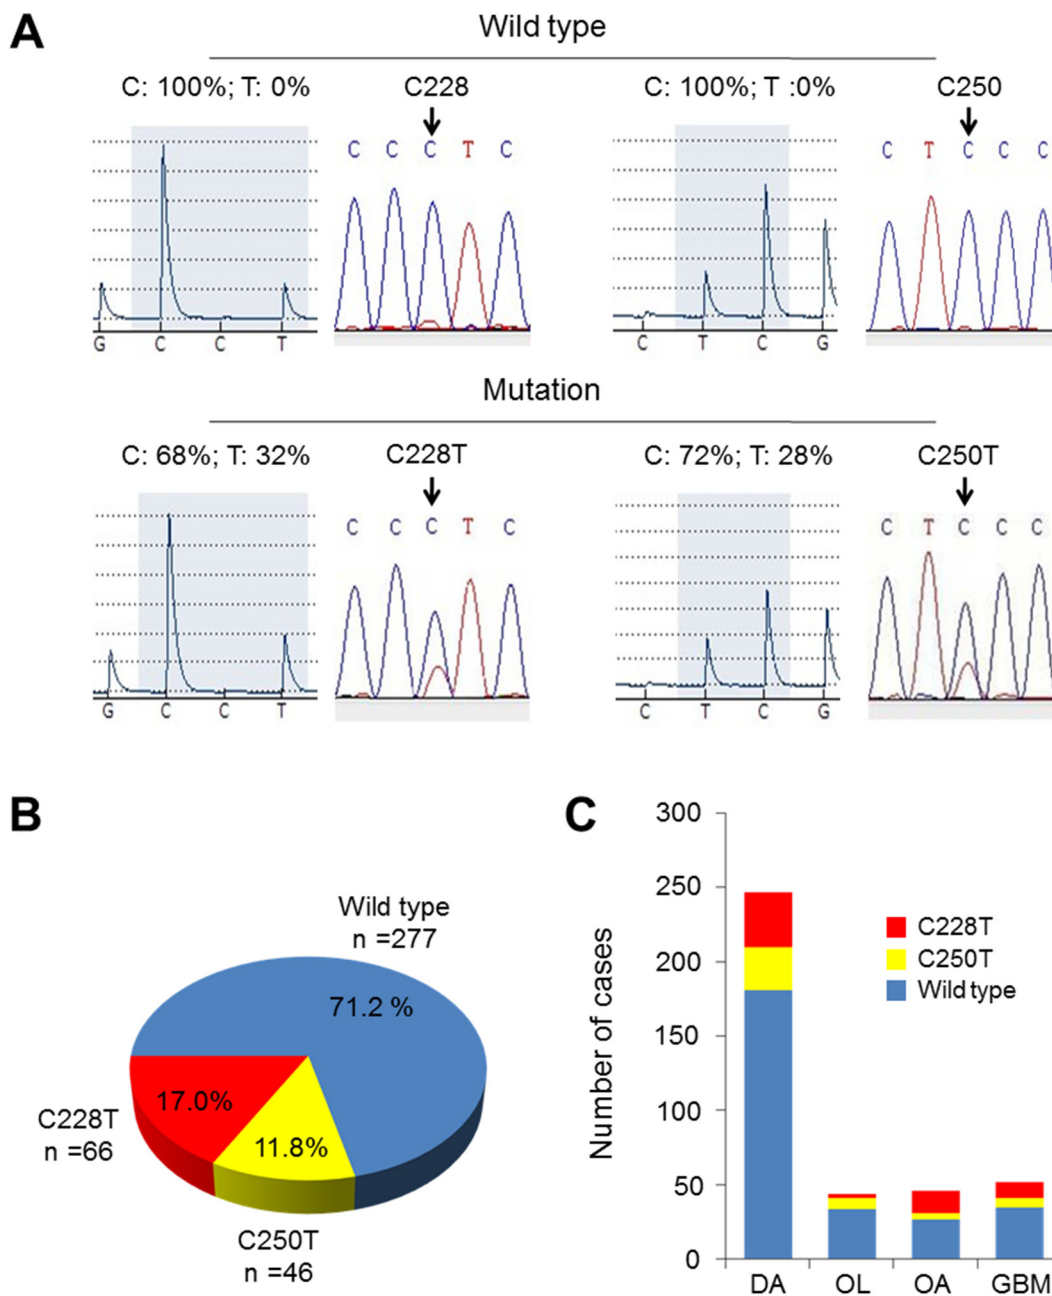 A
Wild type
C: 100%; T: 0%
C228
C: 100%; T :0%
C250
C C C T C
C T C C C
G C C T
C T C G
Mutation
C: 68%; T: 32%
C228T
C: 72%; T: 28%
C250T
C C C T C
C T C C C
G C C T
C T C G
B
Wild type
n =277
71.2 %
17.0%
11.8%
C228T
n =66
C250T
n =46
C
Number of cases
300
250
200
150
100
50
0
C228T
C250T
Wild type
DA OL OA GBM